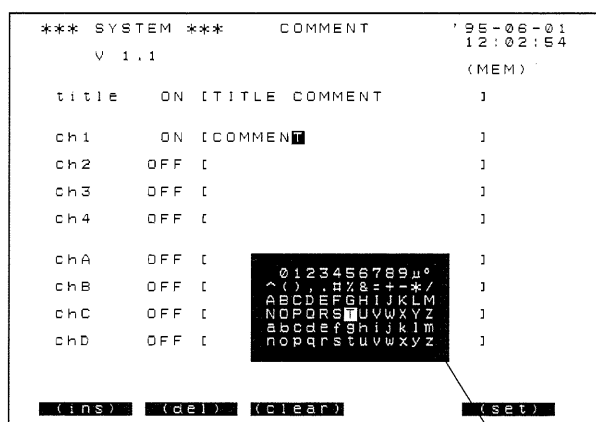 *** SYSTEM *** COMMENT '95-06-01
12:02:54
V 1.1
(MEM)
title ON [TITLE COMMENT ]
ch1 ON [COMMENT ]
ch2 OFF [ ]
ch3 OFF [ ]
ch4 OFF [ ]
chA OFF [ ]
chB OFF [ ]
chC OFF [ ]
chD OFF [ ]
0123456789µ°
^(),.¤%&=+-*/
ABCDEFGHIJKLM
NOPQRSTUVWXYZ
abcdefghijklm
nopqrstuvwxyz
(ins) (del) (clear) (set)